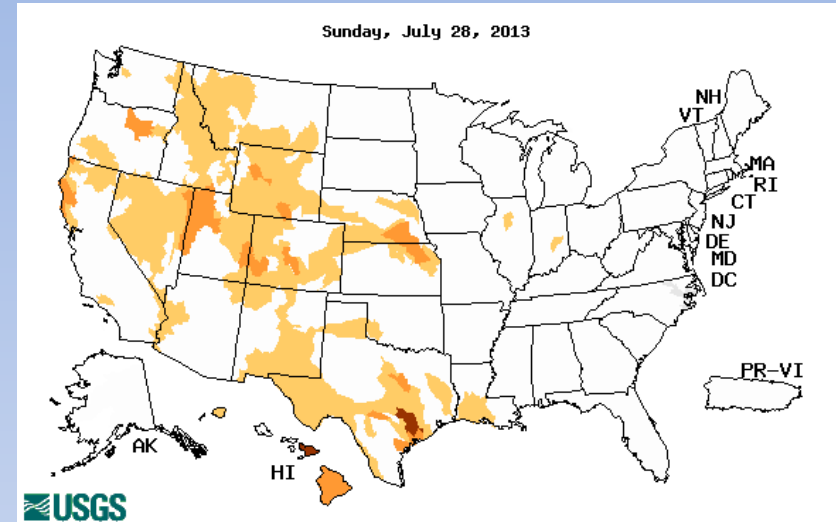 Sunday, July 28, 2013
NH
VT
MA
RI
CT
NJ
DE
MD
DC
PR-VI
AK
HI
USGS